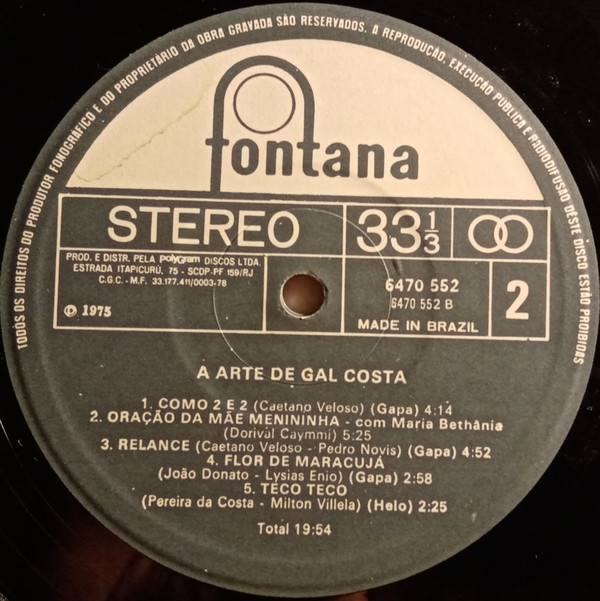 TODOS OS DIREITOS DO PRODUTOR FONOGRÁFICO E DO PROPRIETÁRIO DA OBRA GRAVADA SÃO RESERVADOS. A REPRODUÇÃO, EXECUÇÃO PÚBLICA E RADIODIFUSÃO DESTE DISCO ESTÃO PROIBIDAS
fontana
STEREO
33 1/3
PROD. E DISTR. PELA polyGram DISCOS LTDA.
ESTRADA ITAPICURÚ, 75 - SCDP-PF 159/RJ
C.G.C. - M.F. 33.177.411/0003-78
℗ 1975
6470 552
6470 552 B
MADE IN BRAZIL
2
A ARTE DE GAL COSTA
1. COMO 2 E 2 (Caetano Veloso) (Gapa) 4:14
2. ORAÇÃO DA MÃE MENININHA - com Maria Bethânia
(Dorival Caymmi) 5:25
3. RELANCE (Caetano Veloso - Pedro Novis) (Gapa) 4:52
4. FLOR DE MARACUJÁ
(João Donato - Lysias Enio) (Gapa) 2:58
5. TECO TECO
(Pereira da Costa - Milton Villela) (Helo) 2:25
Total 19:54